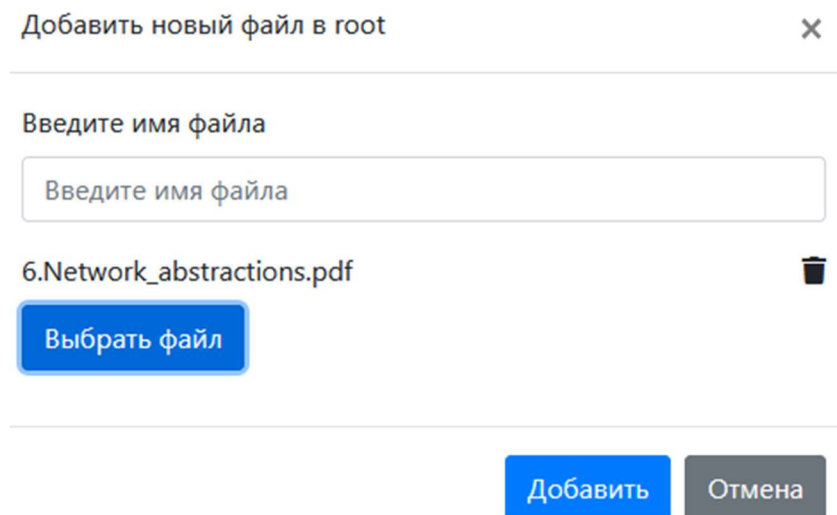 Добавить новый файл в root
×
Введите имя файла
Введите имя файла
6.Network_abstractions.pdf
Выбрать файл
Добавить Отмена